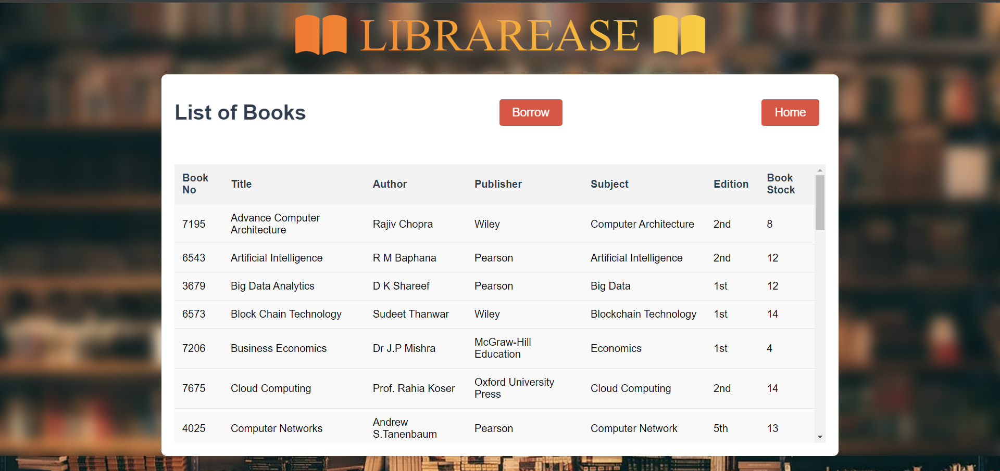 LIBRAREASE
List of Books Borrow Home
Book No Title Author Publisher Subject Edition Book Stock
7195 Advance Computer Architecture Rajiv Chopra Wiley Computer Architecture 2nd 8
6543 Artificial Intelligence R M Baphana Pearson Artificial Intelligence 2nd 12
3679 Big Data Analytics D K Shareef Pearson Big Data 1st 12
6573 Block Chain Technology Sudeet Thanwar Wiley Blockchain Technology 1st 14
7206 Business Economics Dr J.P Mishra McGraw-Hill Education Economics 1st 4
7675 Cloud Computing Prof. Rahia Koser Oxford University Press Cloud Computing 2nd 14
4025 Computer Networks Andrew S.Tanenbaum Pearson Computer Network 5th 13